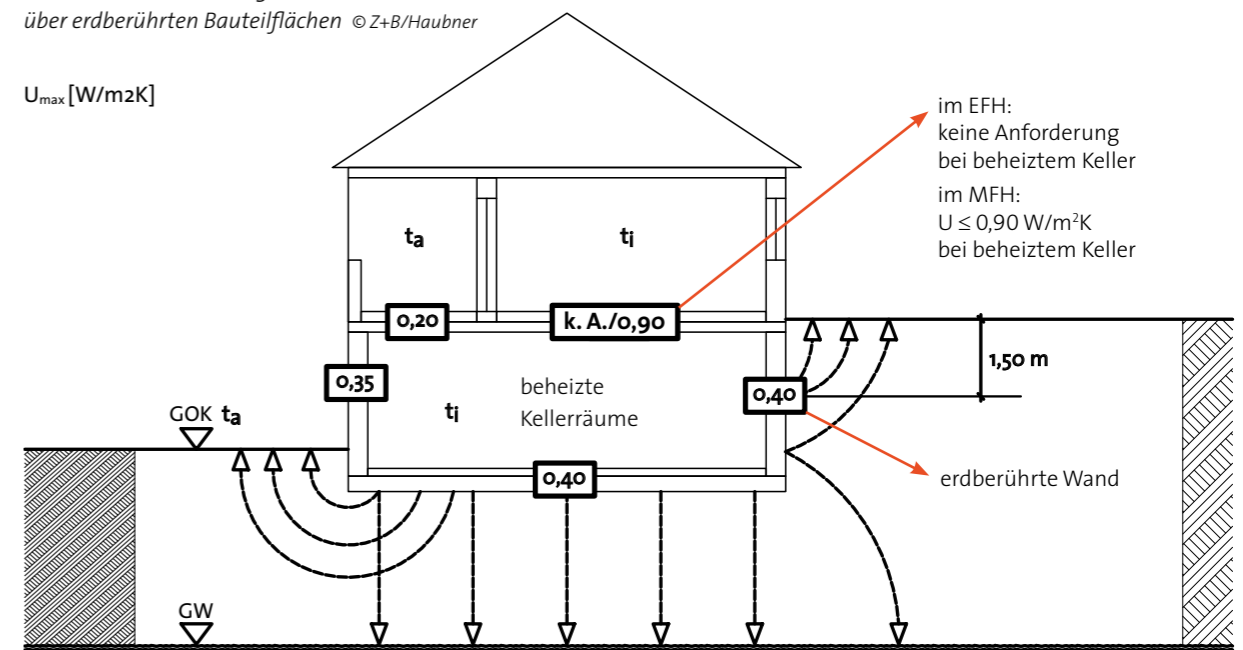 über erdberührten Bauteilflächen © Z+B/Haubner
Umax [W/m2K]
im EFH:
keine Anforderung
bei beheiztem Keller
im MFH:
U ≤ 0,90 W/m²K
bei beheiztem Keller
ta
ti
0,20
k. A./0,90
1,50 m
0,35
beheizte
Kellerräume
ti
0,40
GOK ta
0,40
erdberührte Wand
GW